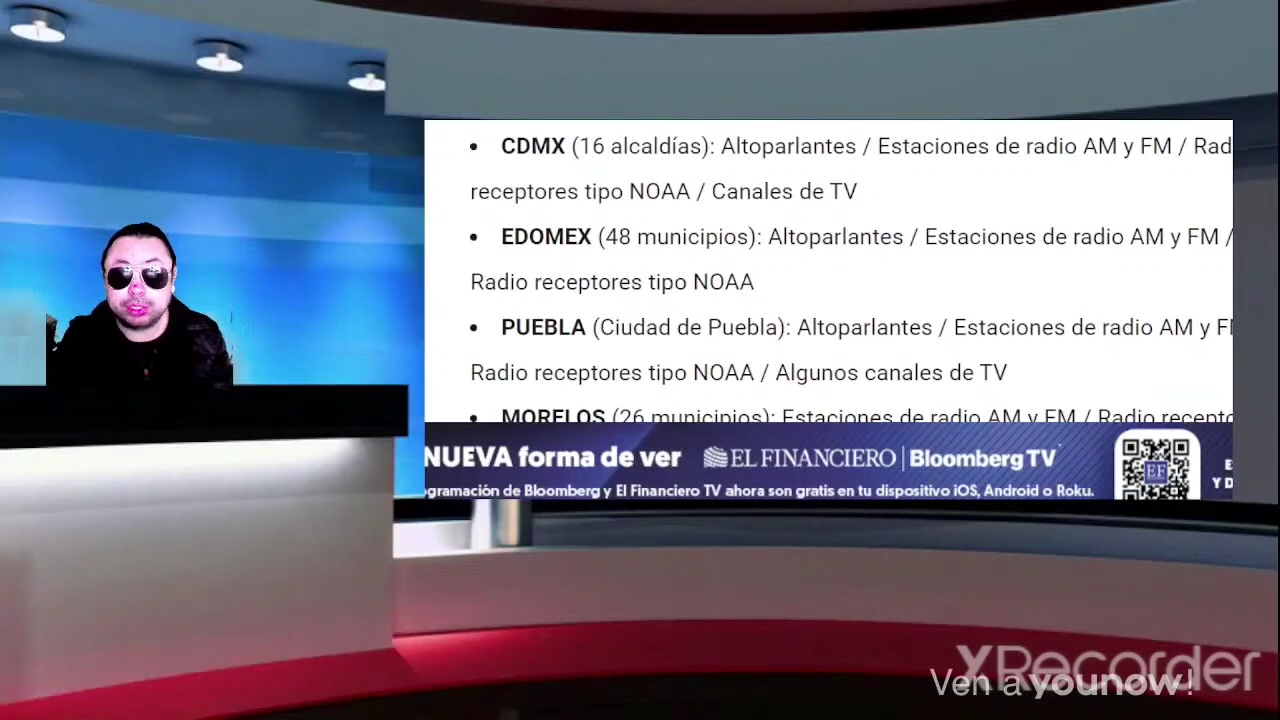 • CDMX (16 alcaldías): Altoparlantes / Estaciones de radio AM y FM / Rad
receptores tipo NOAA / Canales de TV
• EDOMEX (48 municipios): Altoparlantes / Estaciones de radio AM y FM /
Radio receptores tipo NOAA
• PUEBLA (Ciudad de Puebla): Altoparlantes / Estaciones de radio AM y F
Radio receptores tipo NOAA / Algunos canales de TV
• MORELOS (26 municipios): Estaciones de radio AM y FM / Radio recepto
NUEVA forma de ver EL FINANCIERO | Bloomberg TV
ogramación de Bloomberg y El Financiero TV ahora son gratis en tu dispositivo iOS, Android o Roku.
EF
E
Y D
XRecorder
Ven a younow!